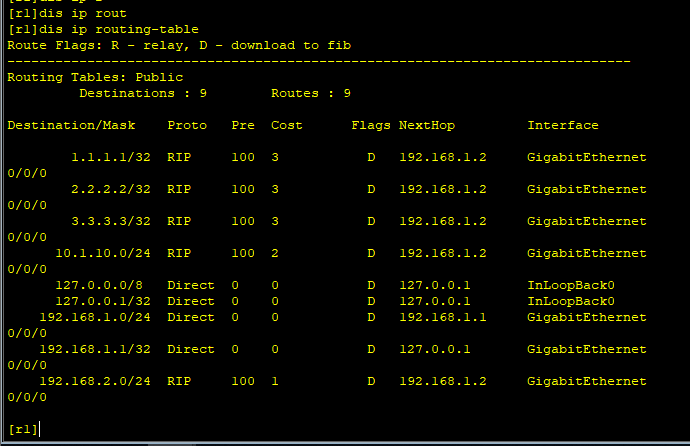 [r1]dis ip rout
[r1]dis ip routing-table
Route Flags: R - relay, D - download to fib
------------------------------------------------------------------------------
Routing Tables: Public
         Destinations : 9        Routes : 9

Destination/Mask    Proto   Pre  Cost      Flags NextHop         Interface

        1.1.1.1/32  RIP     100  3           D   192.168.1.2     GigabitEthernet
0/0/0
        2.2.2.2/32  RIP     100  3           D   192.168.1.2     GigabitEthernet
0/0/0
        3.3.3.3/32  RIP     100  3           D   192.168.1.2     GigabitEthernet
0/0/0
      10.1.10.0/24  RIP     100  2           D   192.168.1.2     GigabitEthernet
0/0/0
      127.0.0.0/8   Direct  0    0           D   127.0.0.1       InLoopBack0
      127.0.0.1/32  Direct  0    0           D   127.0.0.1       InLoopBack0
    192.168.1.0/24  Direct  0    0           D   192.168.1.1     GigabitEthernet
0/0/0
    192.168.1.1/32  Direct  0    0           D   127.0.0.1       GigabitEthernet
0/0/0
    192.168.2.0/24  RIP     100  1           D   192.168.1.2     GigabitEthernet
0/0/0

[r1]